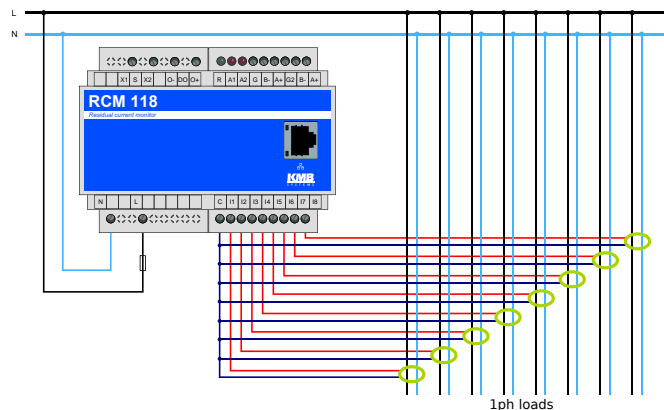 L
N
X1 S X2 O- DO O+ R A1 A2 G B- A+ G2 B- A+
RCM 118
Residual current monitor
KMB
SYSTEMS
N L C I1 I2 I3 I4 I5 I6 I7 I8
1ph loads